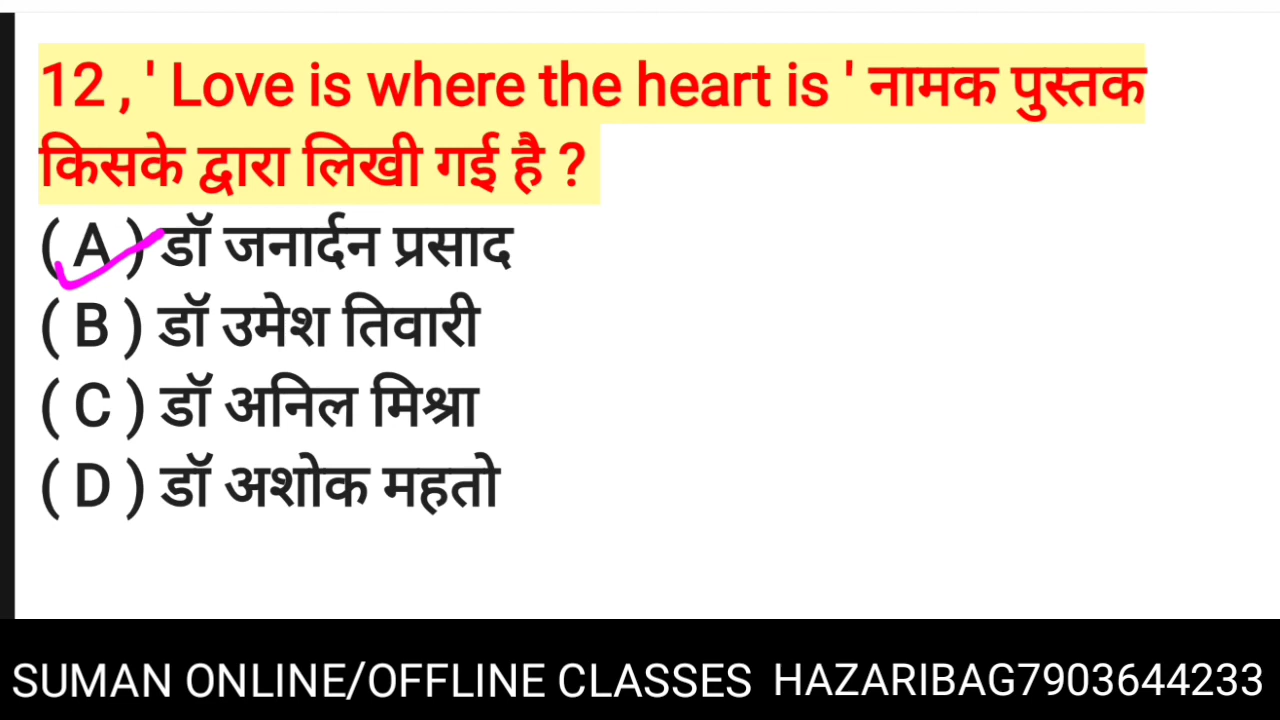 12 , ' Love is where the heart is ' नामक पुस्तक
किसके द्वारा लिखी गई है ?
( A ) डॉ जनार्दन प्रसाद
( B ) डॉ उमेश तिवारी
( C ) डॉ अनिल मिश्रा
( D ) डॉ अशोक महतो
SUMAN ONLINE/OFFLINE CLASSES HAZARIBAG7903644233